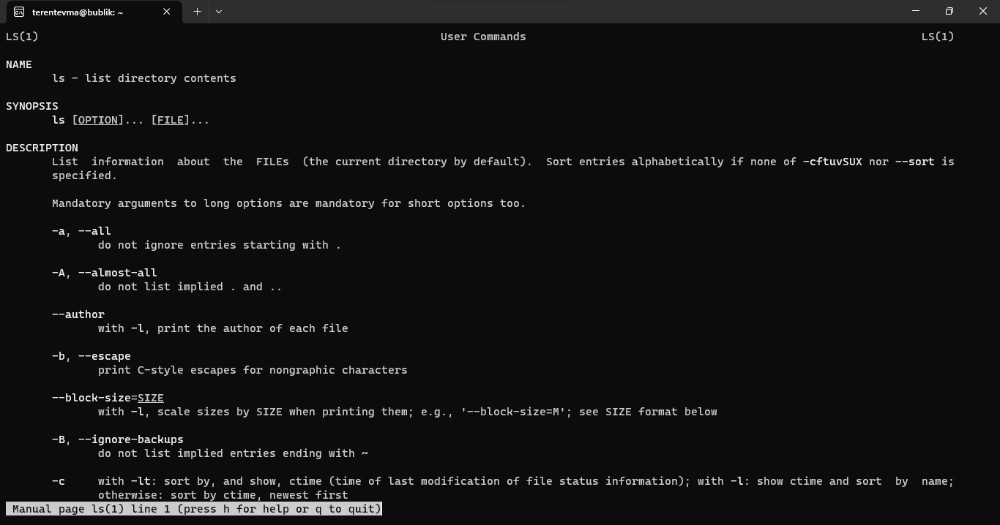 terentevma@bublik: ~
LS(1) User Commands LS(1)
NAME
ls - list directory contents
SYNOPSIS
ls [OPTION]... [FILE]...
DESCRIPTION
List information about the FILEs (the current directory by default). Sort entries alphabetically if none of -cftuvSUX nor --sort is
specified.
Mandatory arguments to long options are mandatory for short options too.
-a, --all
do not ignore entries starting with .
-A, --almost-all
do not list implied . and ..
--author
with -l, print the author of each file
-b, --escape
print C-style escapes for nongraphic characters
--block-size=SIZE
with -l, scale sizes by SIZE when printing them; e.g., '--block-size=M'; see SIZE format below
-B, --ignore-backups
do not list implied entries ending with ~
-c with -lt: sort by, and show, ctime (time of last modification of file status information); with -l: show ctime and sort by name;
otherwise: sort by ctime, newest first
Manual page ls(1) line 1 (press h for help or q to quit)